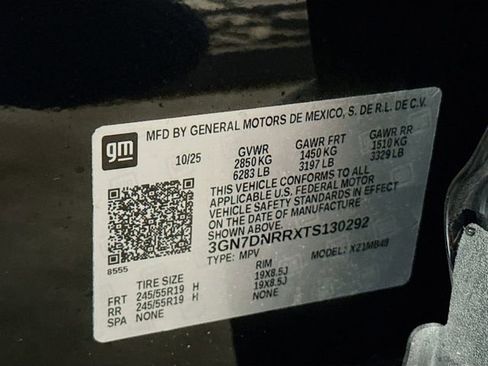 gm
MFD BY GENERAL MOTORS DE MEXICO, S. DE R.L. DE C.V.
10/25 GVWR GAWR FRT GAWR RR
2850 KG 1450 KG 1510 KG
6283 LB 3197 LB 3329 LB
THIS VEHICLE CONFORMS TO ALL
APPLICABLE U.S. FEDERAL MOTOR
VEHICLE SAFETY STANDARDS IN EFFECT
ON THE DATE OF MANUFACTURE
SHOWN ABOVE.
3GN7DNRRXTS130292
8555 TYPE: MPV MODEL: X21MB48
TIRE SIZE RIM
FRT 245/55R19 H 19X8.5J
RR 245/55R19 H 19X8.5J
SPA NONE NONE